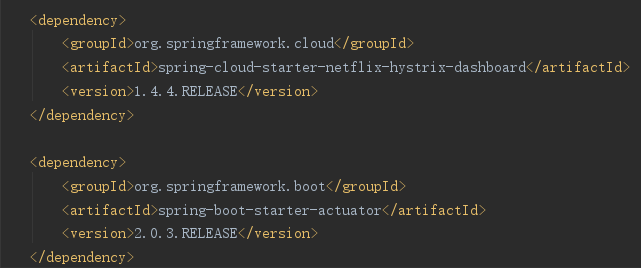 <dependency>
    <groupId>org.springframework.cloud</groupId>
    <artifactId>spring-cloud-starter-netflix-hystrix-dashboard</artifactId>
    <version>1.4.4.RELEASE</version>
</dependency>
<dependency>
    <groupId>org.springframework.boot</groupId>
    <artifactId>spring-boot-starter-actuator</artifactId>
    <version>2.0.3.RELEASE</version>
</dependency>